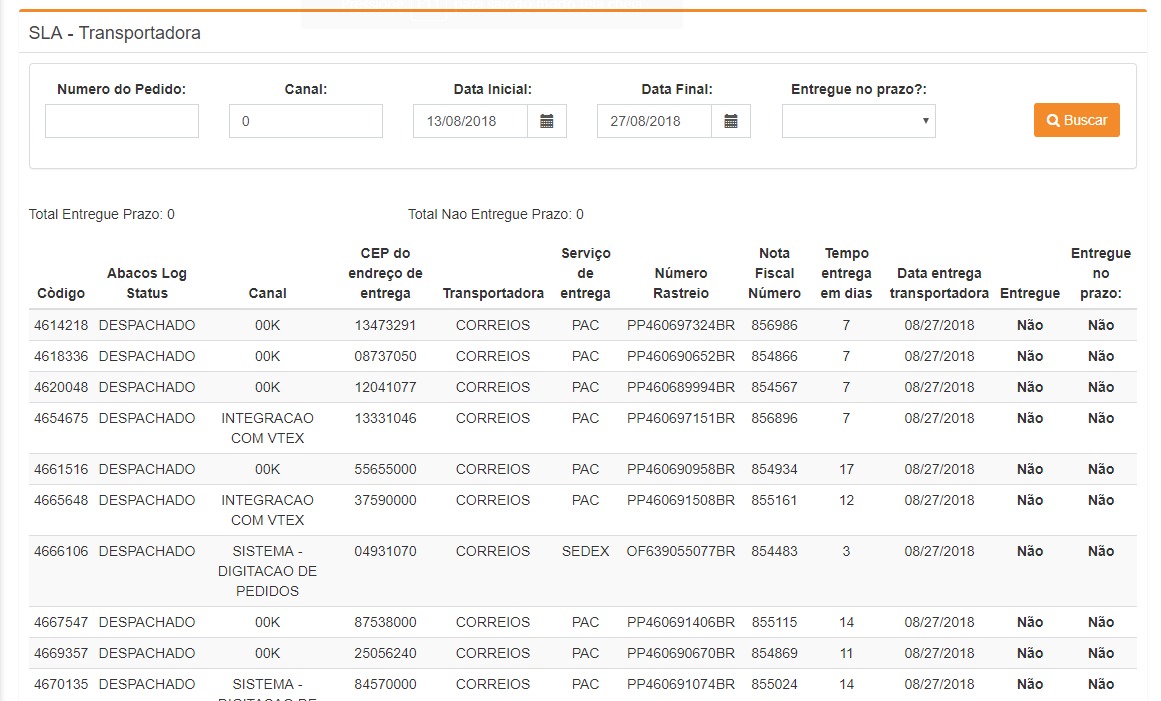 SLA - Transportadora
Numero do Pedido: Canal: Data Inicial: Data Final: Entregue no prazo?:
0 13/08/2018 27/08/2018 Buscar
Total Entregue Prazo: 0 Total Nao Entregue Prazo: 0
CEP do Serviço Nota Tempo Entregue
Abacos Log endreço de de Número Fiscal entrega Data entrega no
Còdigo Status Canal entrega Transportadora entrega Rastreio Número em dias transportadora Entregue prazo:
4614218 DESPACHADO 00K 13473291 CORREIOS PAC PP460697324BR 856986 7 08/27/2018 Não Não
4618336 DESPACHADO 00K 08737050 CORREIOS PAC PP460690652BR 854866 7 08/27/2018 Não Não
4620048 DESPACHADO 00K 12041077 CORREIOS PAC PP460689994BR 854567 7 08/27/2018 Não Não
4654675 DESPACHADO INTEGRACAO 13331046 CORREIOS PAC PP460697151BR 856896 7 08/27/2018 Não Não
COM VTEX
4661516 DESPACHADO 00K 55655000 CORREIOS PAC PP460690958BR 854934 17 08/27/2018 Não Não
4665648 DESPACHADO INTEGRACAO 37590000 CORREIOS PAC PP460691508BR 855161 12 08/27/2018 Não Não
COM VTEX
4666106 DESPACHADO SISTEMA - 04931070 CORREIOS SEDEX OF639055077BR 854483 3 08/27/2018 Não Não
DIGITACAO DE
PEDIDOS
4667547 DESPACHADO 00K 87538000 CORREIOS PAC PP460691406BR 855115 14 08/27/2018 Não Não
4669357 DESPACHADO 00K 25056240 CORREIOS PAC PP460690670BR 854869 11 08/27/2018 Não Não
4670135 DESPACHADO SISTEMA - 84570000 CORREIOS PAC PP460691074BR 855024 14 08/27/2018 Não Não